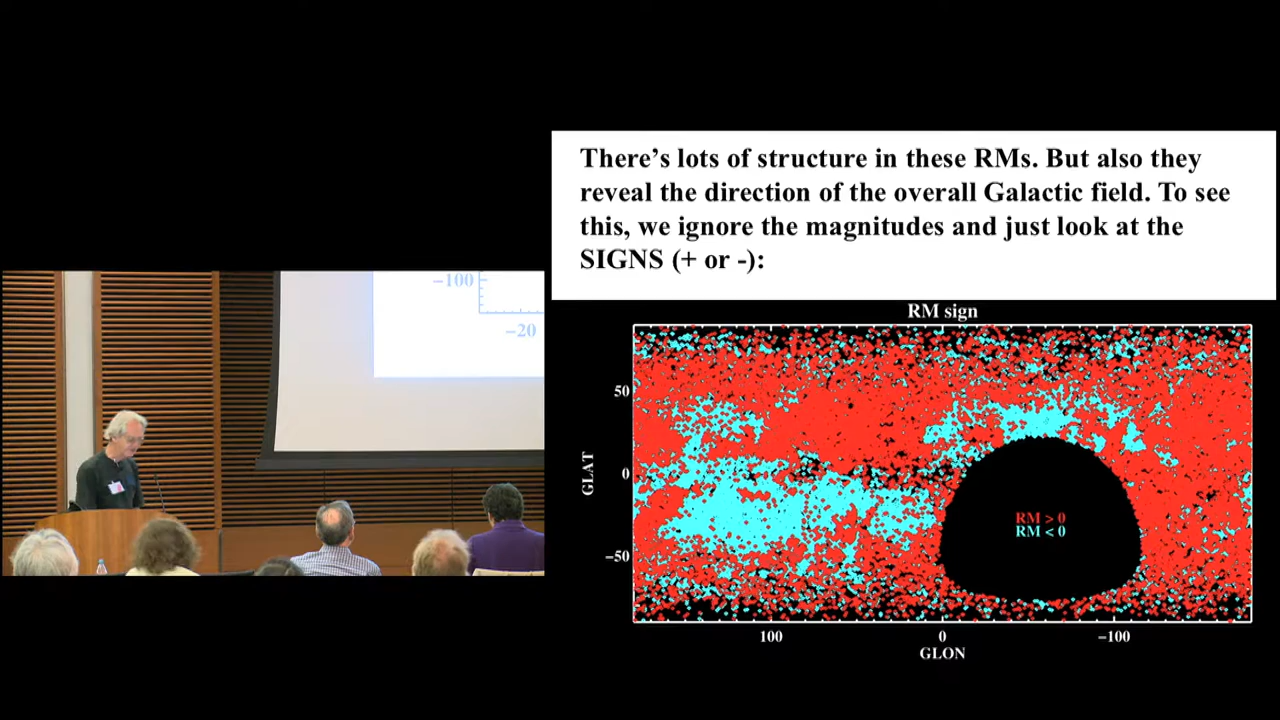 There's lots of structure in these RMs. But also they
reveal the direction of the overall Galactic field. To see
this, we ignore the magnitudes and just look at the
SIGNS (+ or -):
RM sign
50
0
−50
GLAT
RM > 0
RM < 0
100
0
−100
GLON
−100
−20